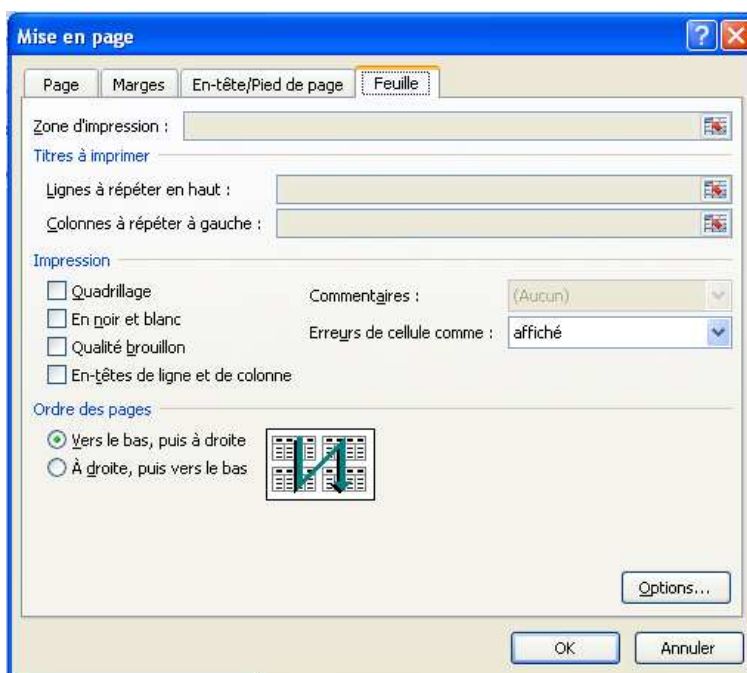 Mise en page
Page Marges En-tête/Pied de page Feuille
Zone d'impression :
Titres à imprimer
Lignes à répéter en haut :
Colonnes à répéter à gauche :
Impression
Quadrillage
Commentaires : (Aucun)
En noir et blanc
Erreurs de cellule comme : affiché
Qualité brouillon
En-têtes de ligne et de colonne
Ordre des pages
Vers le bas, puis à droite
À droite, puis vers le bas
Options...
OK Annuler